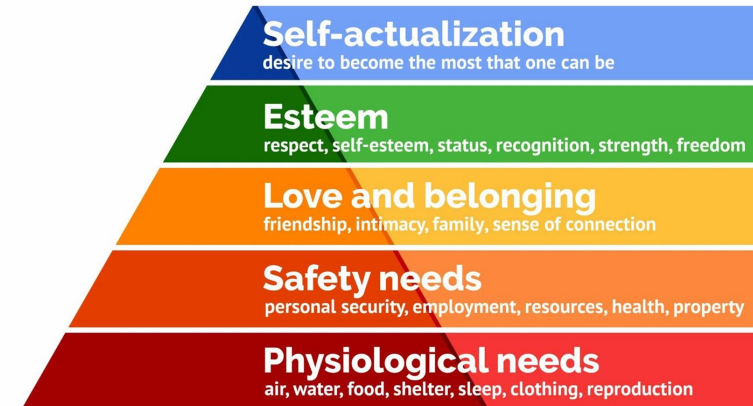 Self-actualization
desire to become the most that one can be
Esteem
respect, self-esteem, status, recognition, strength, freedom
Love and belonging
friendship, intimacy, family, sense of connection
Safety needs
personal security, employment, resources, health, property
Physiological needs
air, water, food, shelter, sleep, clothing, reproduction